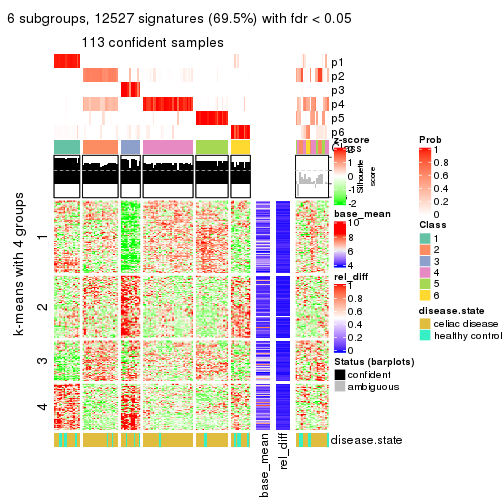 6 subgroups, 12527 signatures (69.5%) with fdr < 0.05
113 confident samples
p1
p2
p3
p4
p5
p6
Class
Silhouette
score
k-means with 4 groups
1
2
3
4
base_mean
rel_diff
disease.state
z-score
2
1
0
-1
-2
base_mean
10
8
6
4
rel_diff
1
0.8
0.6
0.4
0.2
0
Status (barplots)
confident
ambiguous
Prob
1
0.8
0.6
0.4
0.2
0
Class
1
2
3
4
5
6
disease.state
celiac disease
healthy control